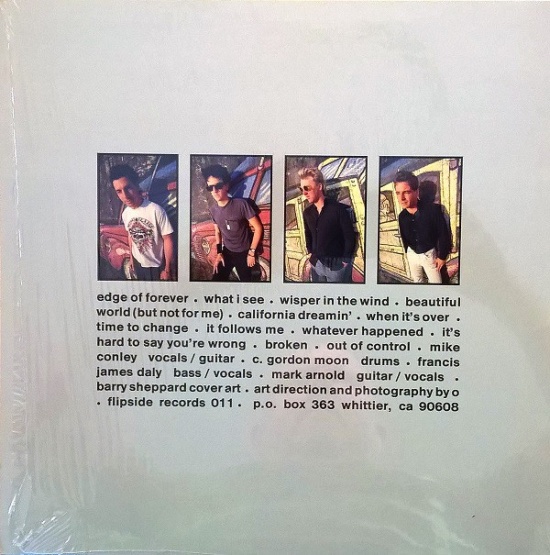 edge of forever . what i see . wisper in the wind . beautiful
world (but not for me) . california dreamin' . when it's over .
time to change . it follows me . whatever happened . it's
hard to say you're wrong . broken . out of control . mike
conley vocals / guitar . c. gordon moon drums . francis
james daly bass / vocals . mark arnold guitar / vocals .
barry sheppard cover art . art direction and photography by o
. flipside records 011 . p.o. box 363 whittier, ca 90608